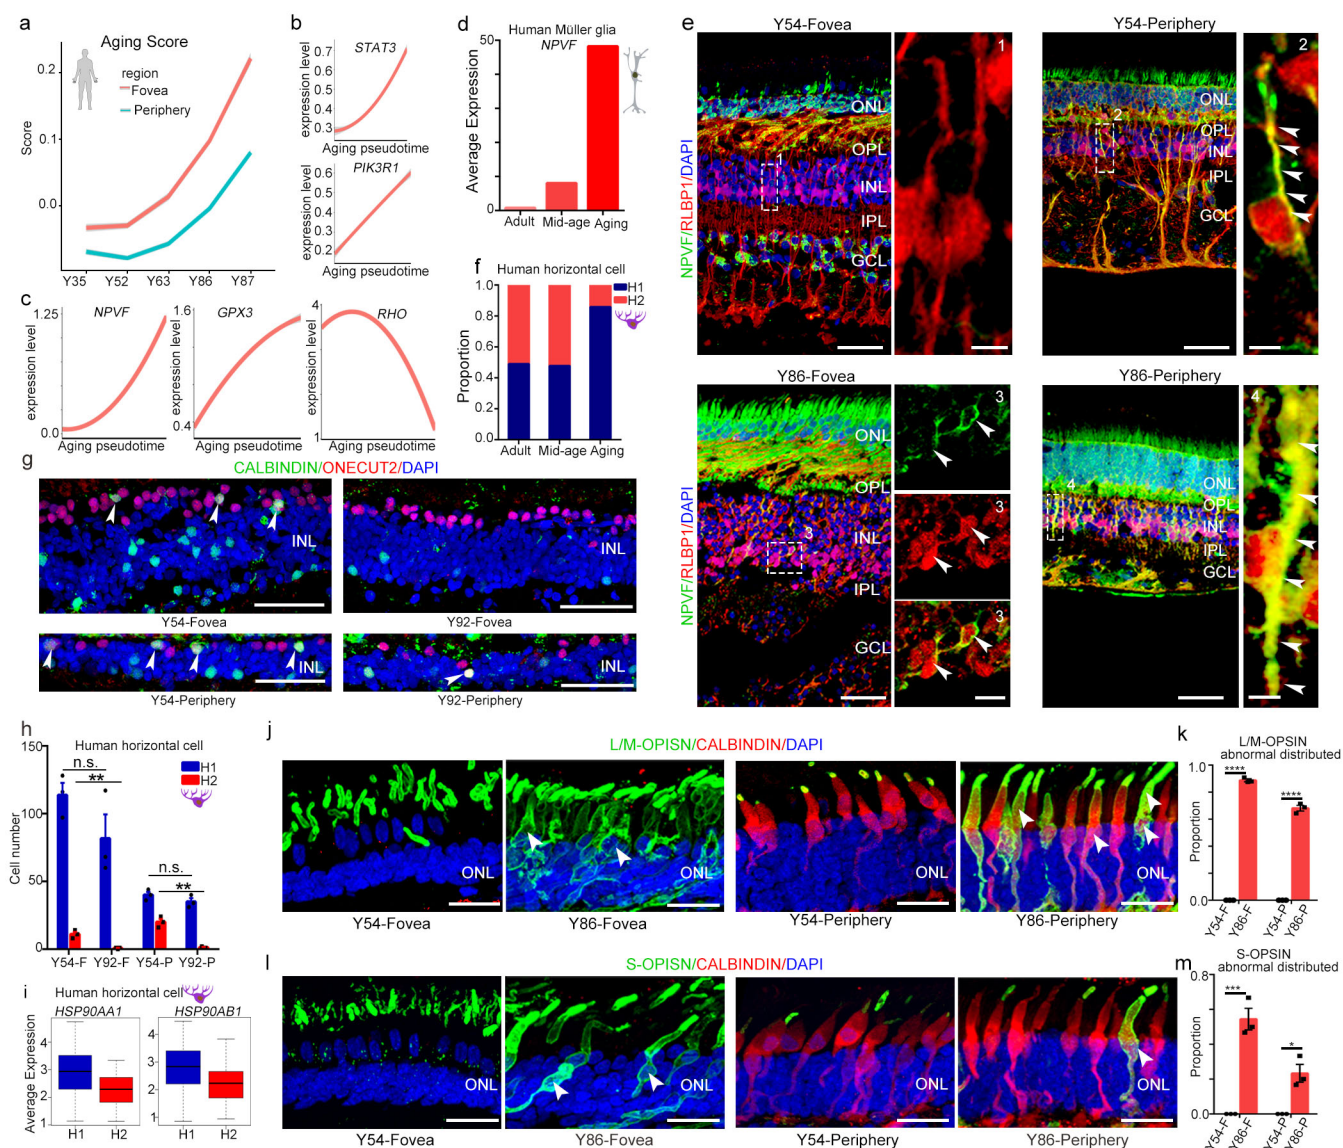 a
Aging Score
region
Fovea
Periphery
Score
0.2
0.0
Y35 Y52 Y63 Y86 Y87
b
STAT3
expression level
0.7
0.6
0.5
0.4
0.3
Aging pseudotime
PIK3R1
expression level
0.6
0.5
0.4
0.3
0.2
Aging pseudotime
c
NPVF
expression level
1.25
0.0
Aging pseudotime
GPX3
expression level
1.6
0.4
Aging pseudotime
RHO
expression level
4
1
Aging pseudotime
d
Human Müller glia
NPVF
Average Expression
50
0
Adult Mid-age Aging
e
Y54-Fovea
NPVF/RLBP1/DAPI
ONL
OPL
1
INL
IPL
GCL
1
Y54-Periphery
ONL
OPL
2
INL
IPL
GCL
2
Y86-Fovea
NPVF/RLBP1/DAPI
ONL
OPL
INL
3
IPL
GCL
3
3
3
Y86-Periphery
ONL
OPL
4
INL
IPL
GCL
4
f
Human horizontal cell
H1
H2
Proportion
1.0
0.8
0.6
0.4
0.2
0.0
Adult Mid-age Aging
g
CALBINDIN/ONECUT2/DAPI
INL
INL
Y54-Fovea
Y92-Fovea
INL
INL
Y54-Periphery
Y92-Periphery
h
Human horizontal cell
H1
H2
Cell number
150
100
50
0
n.s.
**
n.s.
**
Y54-F Y92-F Y54-P Y92-P
i
Human horizontal cell
HSP90AA1
HSP90AB1
Average Expression
4
3
2
1
H1 H2
4
3
2
1
H1 H2
j
L/M-OPISN/CALBINDIN/DAPI
ONL
ONL
ONL
ONL
Y54-Fovea
Y86-Fovea
Y54-Periphery
Y86-Periphery
k
L/M-OPSIN
abnormal distributed
Proportion
1.0
0.0
****
****
Y54-F
Y86-F
Y54-P
Y86-P
l
S-OPISN/CALBINDIN/DAPI
ONL
ONL
ONL
ONL
Y54-Fovea
Y86-Fovea
Y54-Periphery
Y86-Periphery
m
S-OPSIN
abnormal distributed
Proportion
0.8
0.0
***
*
Y54-F
Y86-F
Y54-P
Y86-P